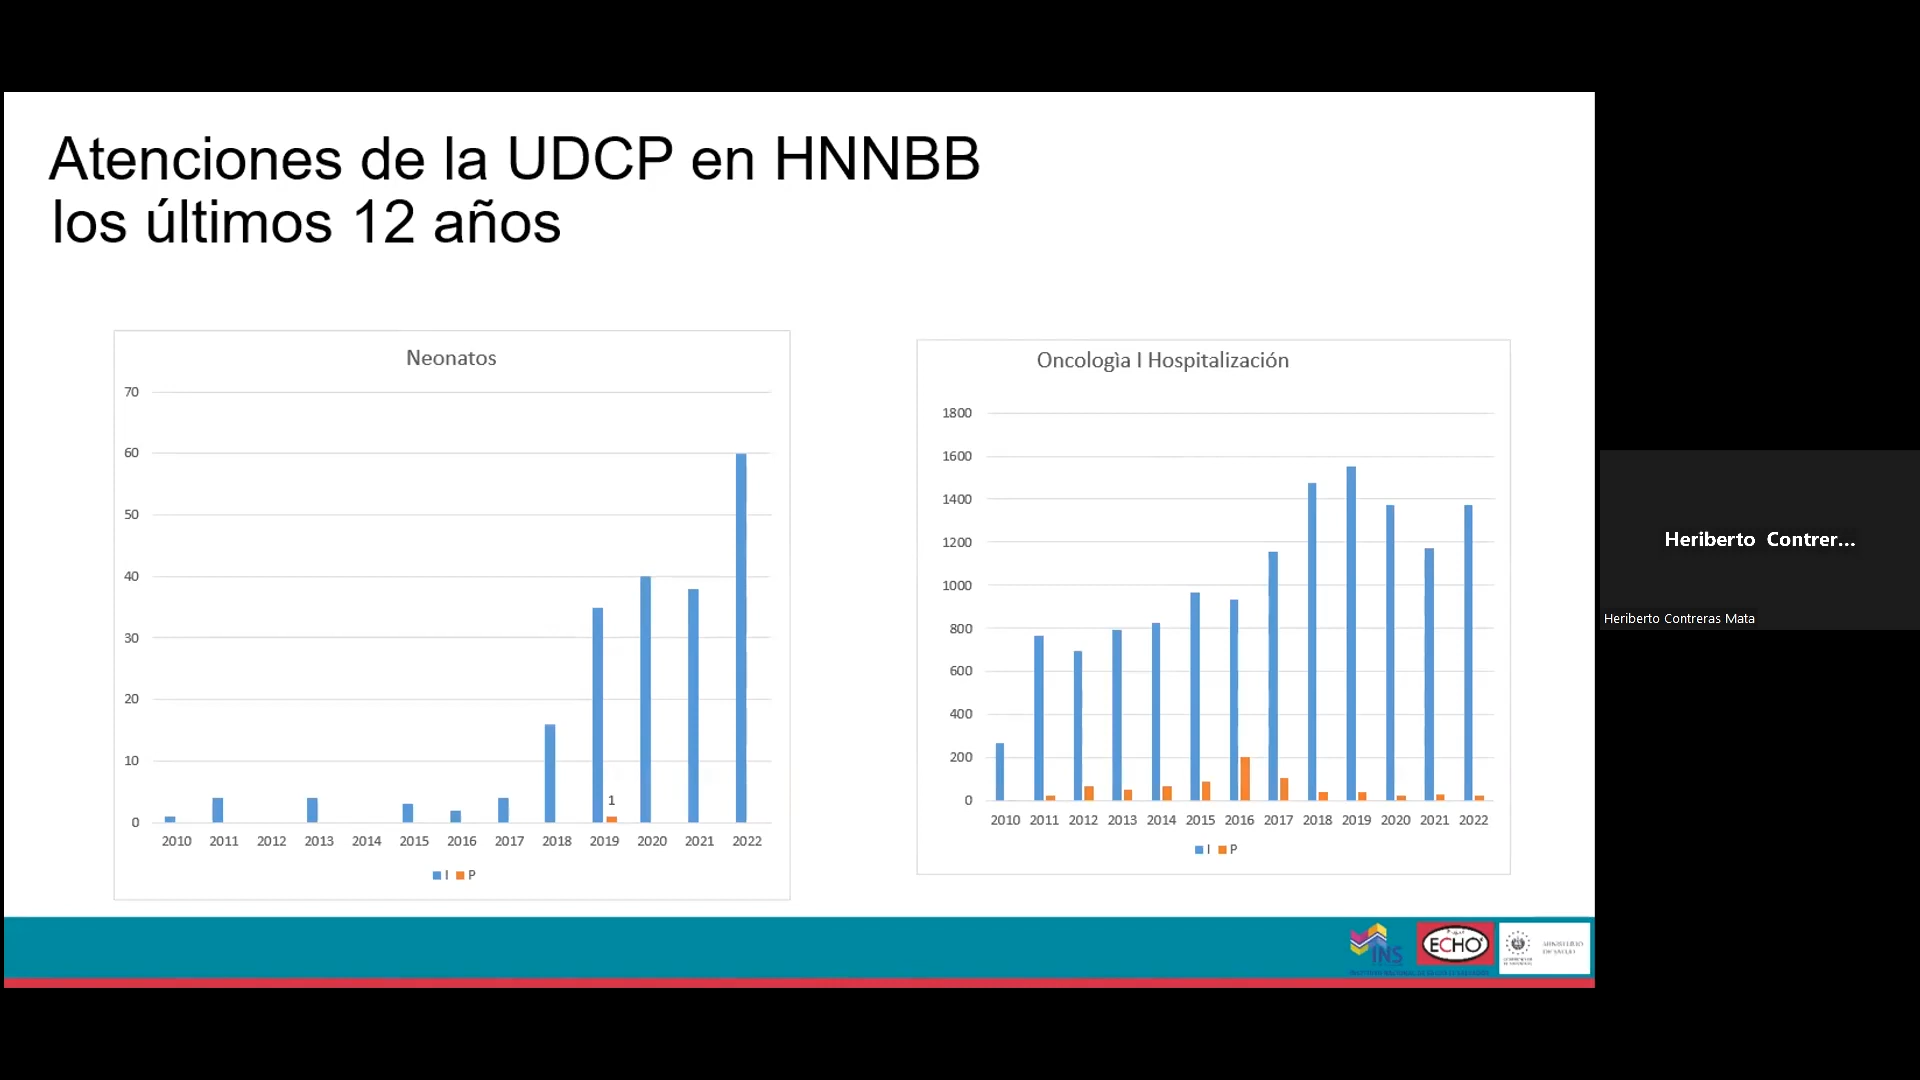 Atenciones de la UDCP en HNNBB
los últimos 12 años
Neonatos
70
60
50
40
30
20
10
0
1
2010 2011 2012 2013 2014 2015 2016 2017 2018 2019 2020 2021 2022
I P
Oncologìa I Hospitalización
1800
1600
1400
1200
1000
800
600
400
200
0
2010 2011 2012 2013 2014 2015 2016 2017 2018 2019 2020 2021 2022
I P
INS
ECHO
MINISTERIO
DE SALUD
Heriberto Contrer...
Heriberto Contreras Mata